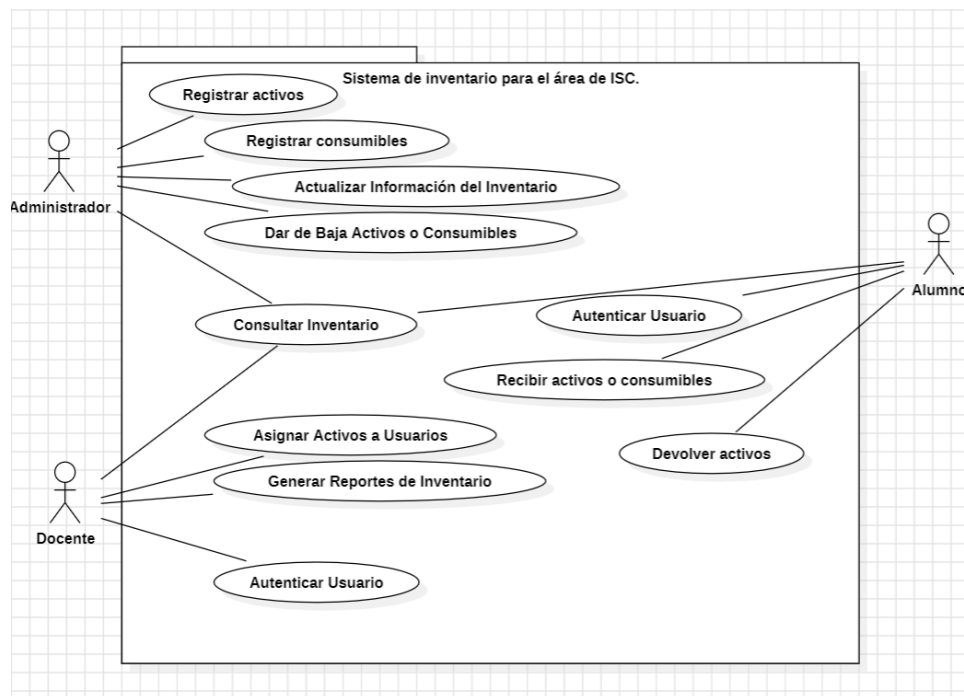 Sistema de inventario para el área de ISC.
Registrar activos
Registrar consumibles
Actualizar Información del Inventario
Administrador
Dar de Baja Activos o Consumibles
Alumno
Consultar Inventario
Autenticar Usuario
Recibir activos o consumibles
Asignar Activos a Usuarios
Devolver activos
Generar Reportes de Inventario
Docente
Autenticar Usuario